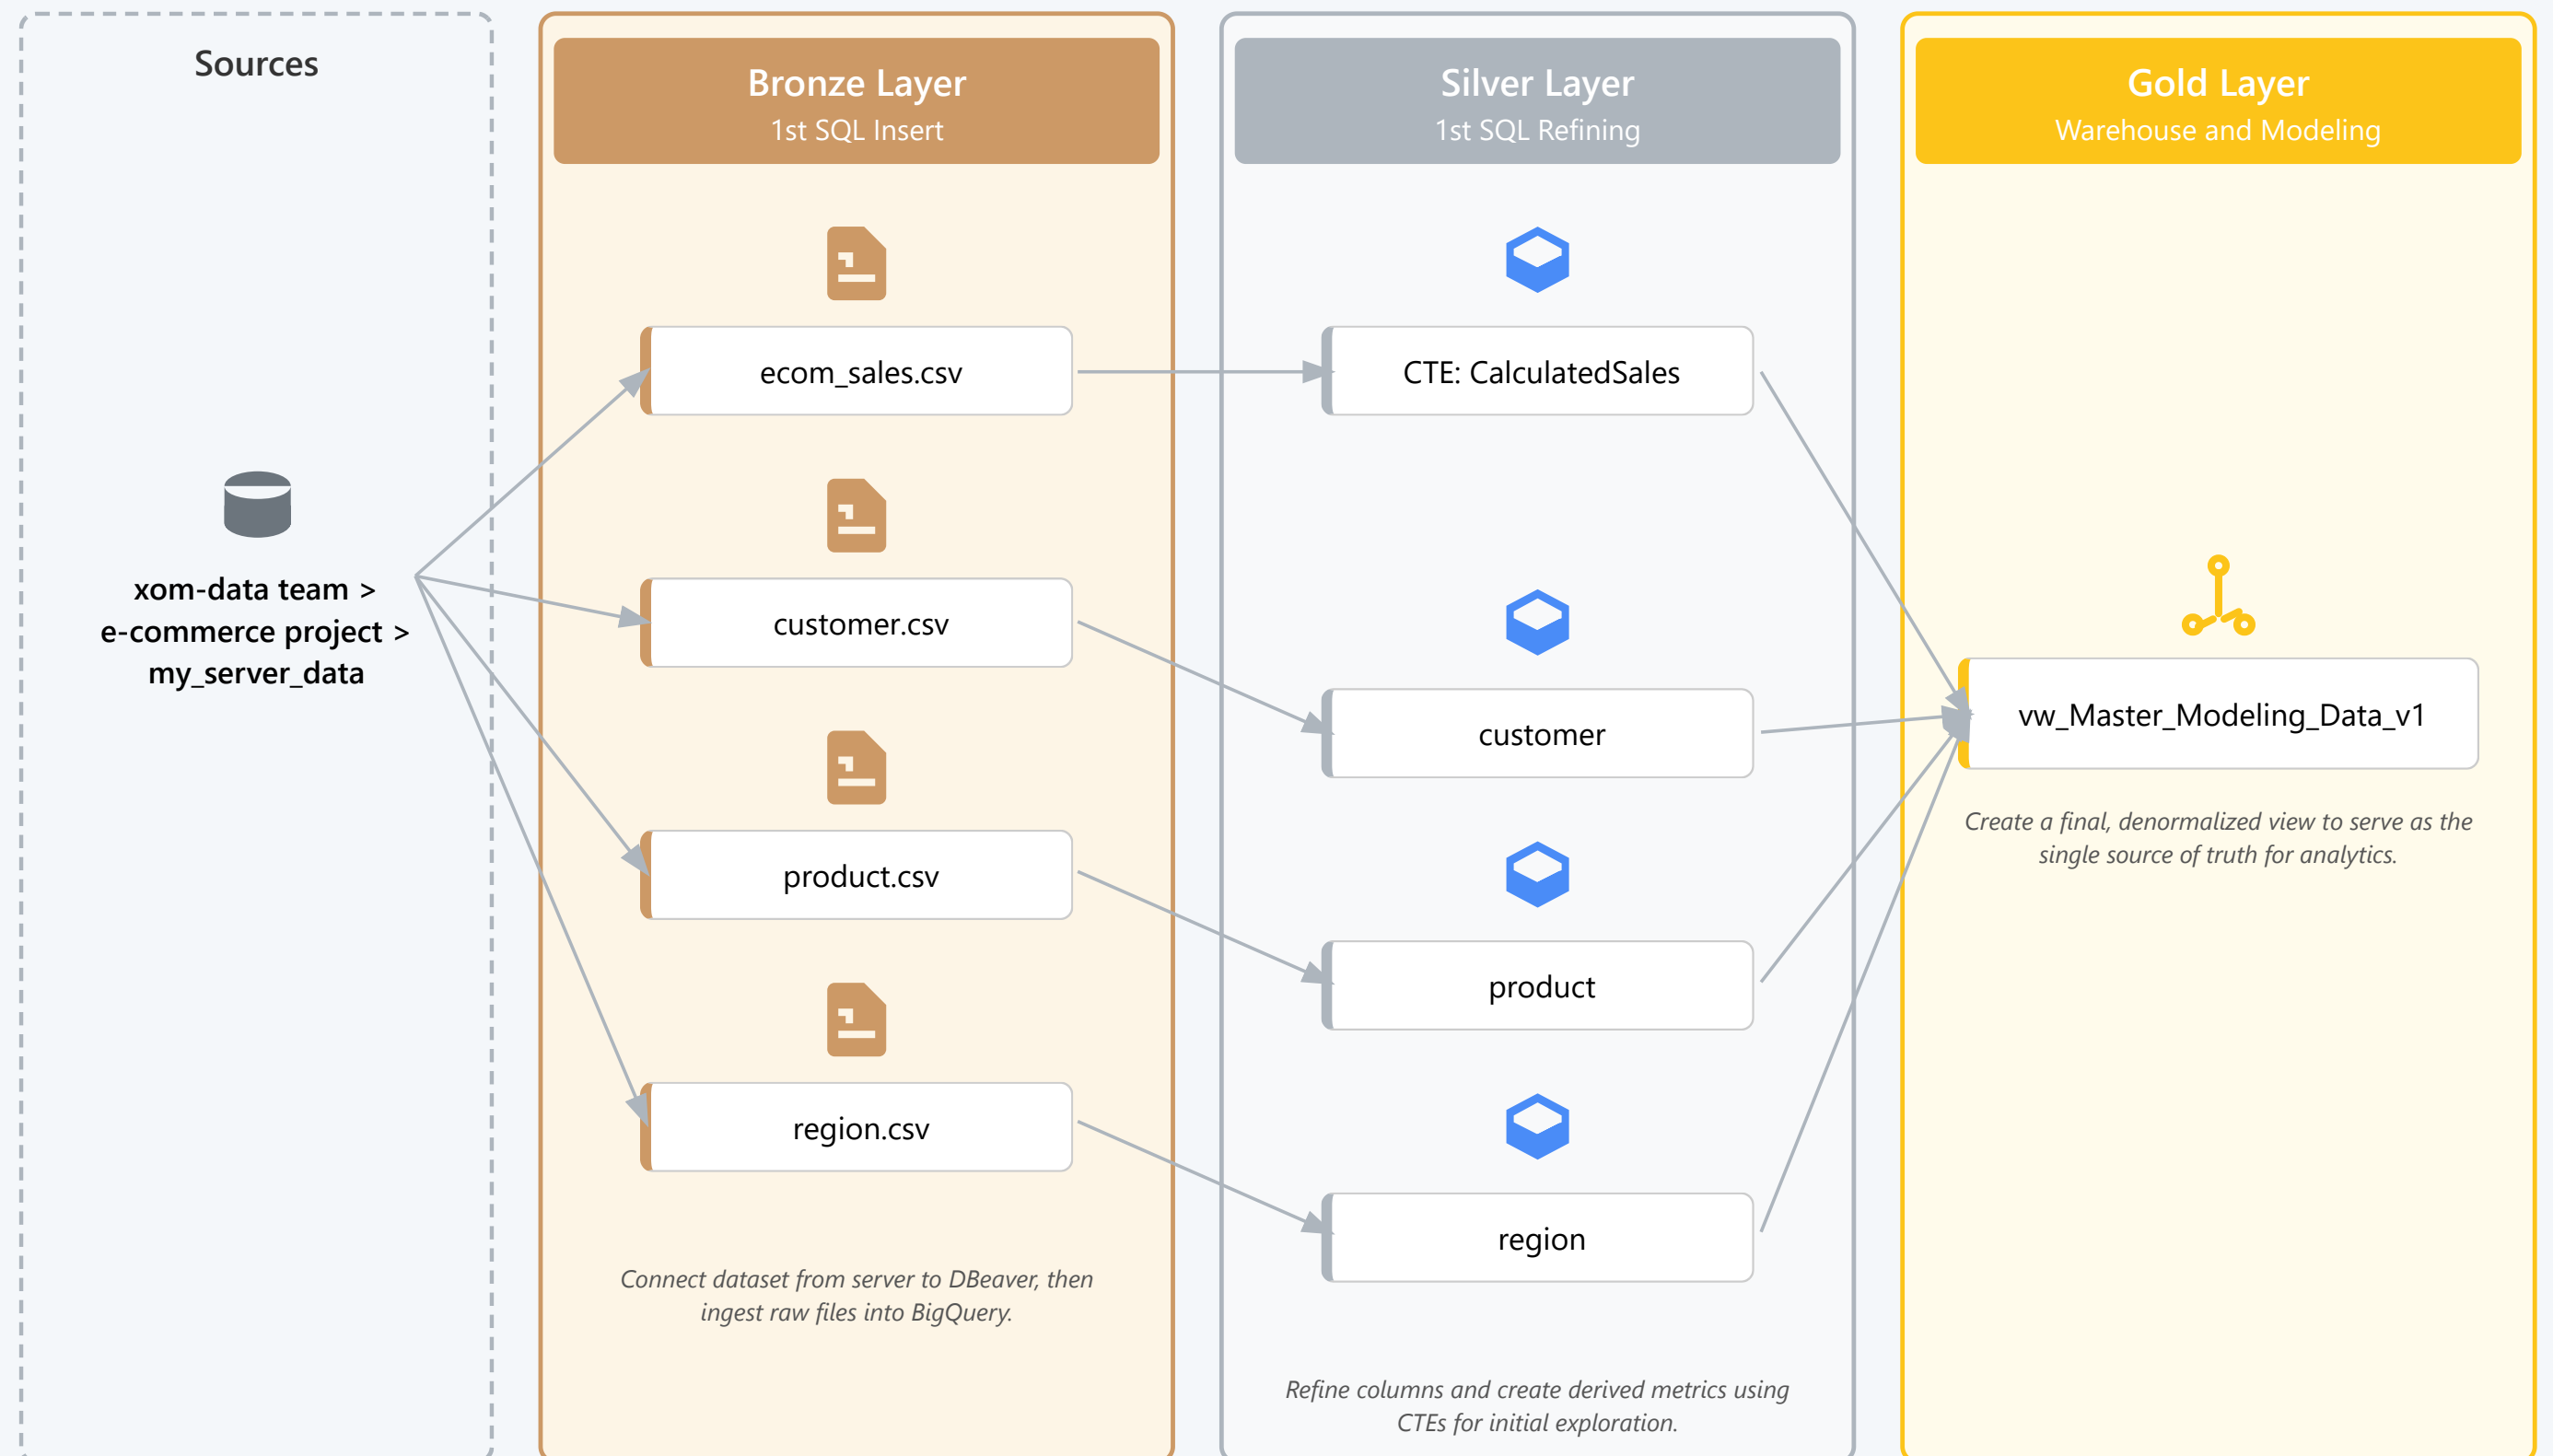 Sources
xom-data team >
e-commerce project >
my_server_data
Bronze Layer
1st SQL Insert
ecom_sales.csv
customer.csv
product.csv
region.csv
Connect dataset from server to DBeaver, then
ingest raw files into BigQuery.
Silver Layer
1st SQL Refining
CTE: CalculatedSales
customer
product
region
Refine columns and create derived metrics using
CTEs for initial exploration.
Gold Layer
Warehouse and Modeling
vw_Master_Modeling_Data_v1
Create a final, denormalized view to serve as the
single source of truth for analytics.